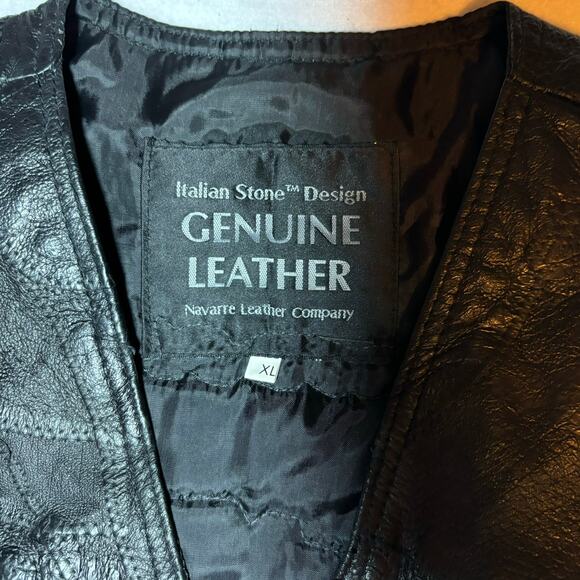 Italian Stone™ Design
GENUINE
LEATHER
Navarre Leather Company
XL